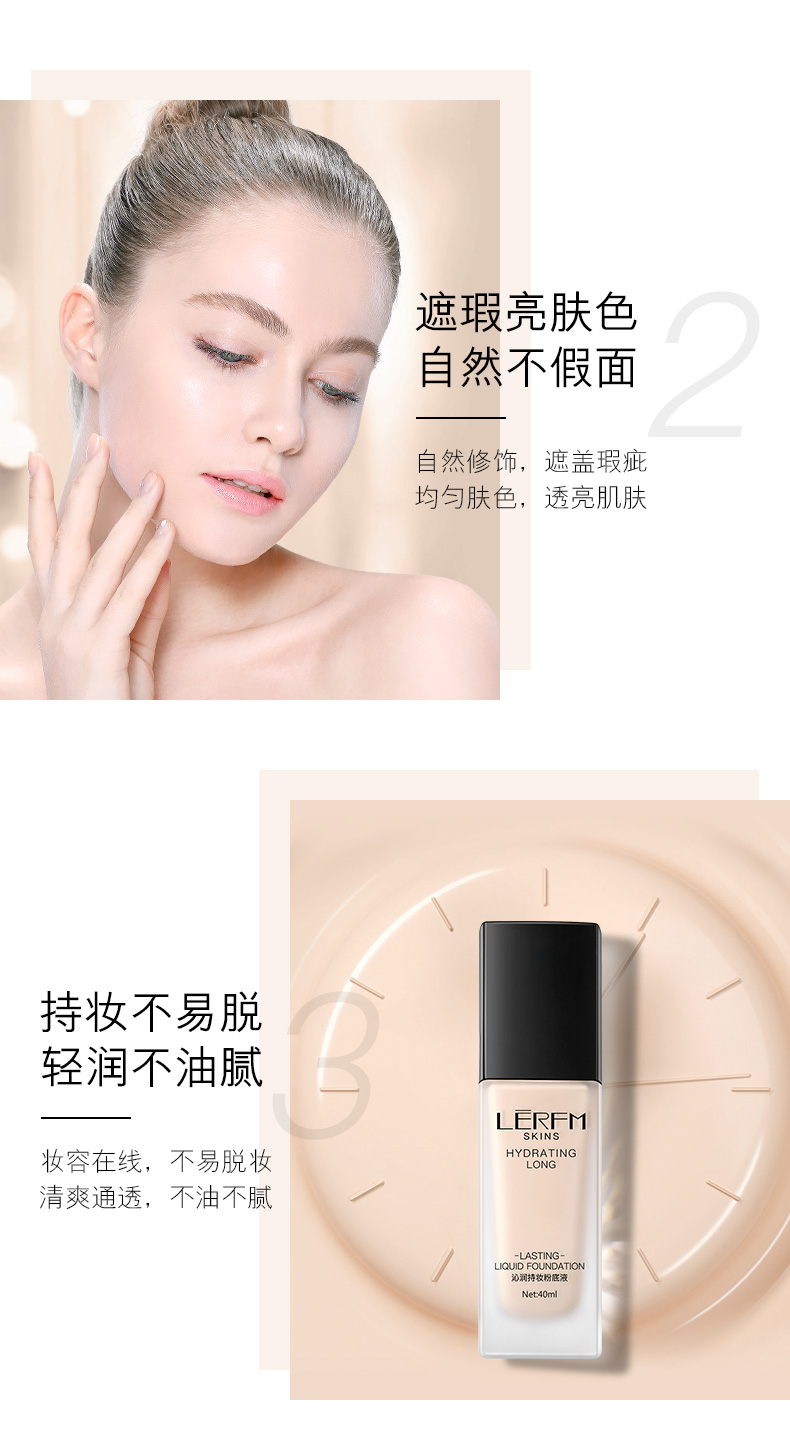 遮瑕亮肤色
自然不假面
2
自然修饰，遮盖瑕疵
均匀肤色，透亮肌肤
持妆不易脱
轻润不油腻
3
妆容在线，不易脱妆
清爽通透，不油不腻
LĒRFM
SKINS
HYDRATING
LONG
-LASTING-
LIQUID FOUNDATION
沁润持妆粉底液
Net:40ml